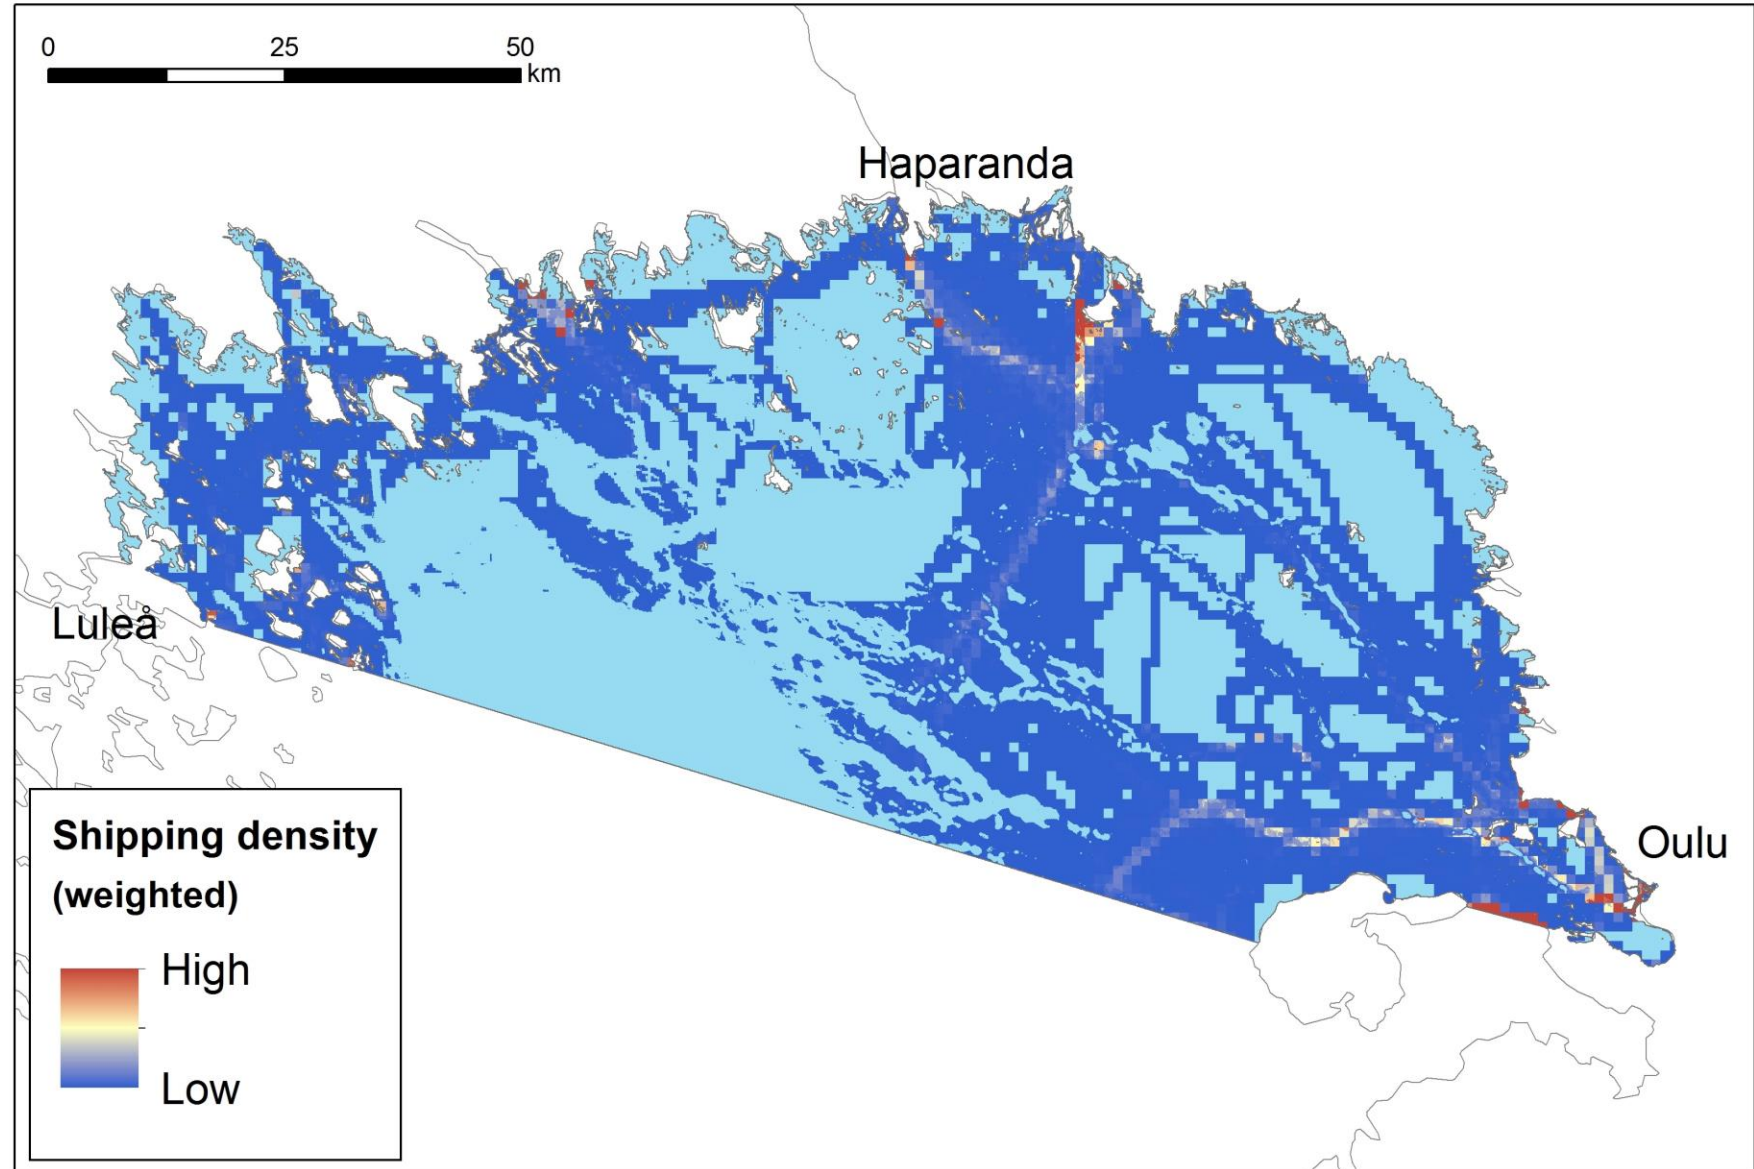 0 25 50
km
Haparanda
Luleå
Oulu
Shipping density
(weighted)
High
Low